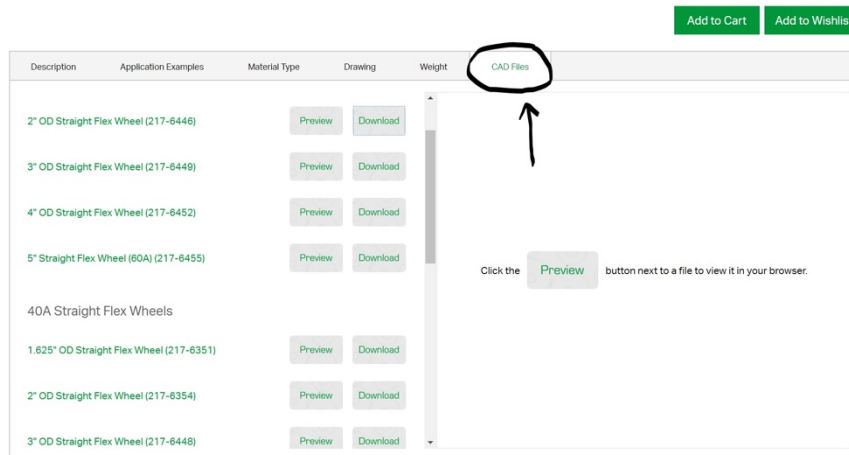 Add to Cart Add to Wishlis
Description Application Examples Material Type Drawing Weight CAD Files
2" OD Straight Flex Wheel (217-6446) Preview Download
3" OD Straight Flex Wheel (217-6449) Preview Download
4" OD Straight Flex Wheel (217-6452) Preview Download
5" Straight Flex Wheel (60A) (217-6455) Preview Download
Click the Preview button next to a file to view it in your browser.
40A Straight Flex Wheels
1.625" OD Straight Flex Wheel (217-6351) Preview Download
2" OD Straight Flex Wheel (217-6354) Preview Download
3" OD Straight Flex Wheel (217-6448) Preview Download